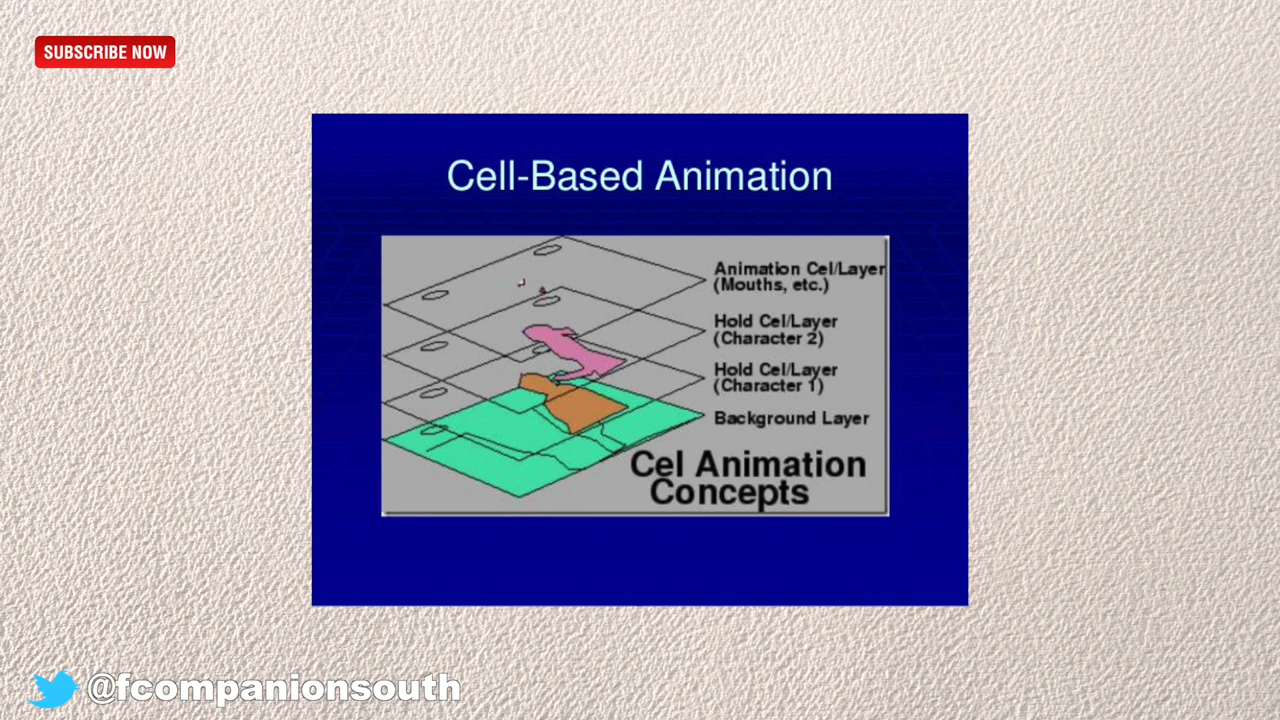 SUBSCRIBE NOW
Cell-Based Animation
Animation Cel/Layer
(Mouths, etc.)
Hold Cel/Layer
(Character 2)
Hold Cel/Layer
(Character 1)
Background Layer
Cel Animation
Concepts
@fcompanionsouth